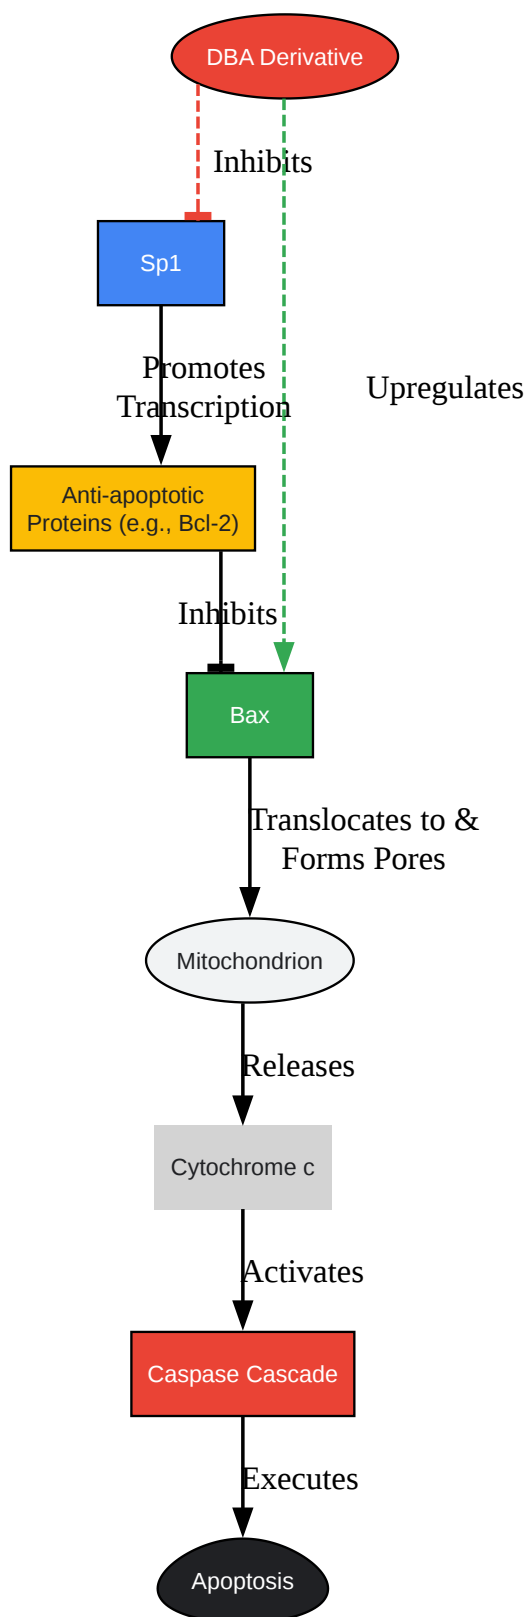 DBA Derivative
Inhibits
Sp1
Promotes
Transcription
Upregulates
Anti-apoptotic
Proteins (e.g., Bcl-2)
Inhibits
Bax
Translocates to &
Forms Pores
Mitochondrion
Releases
Cytochrome c
Activates
Caspase Cascade
Executes
Apoptosis